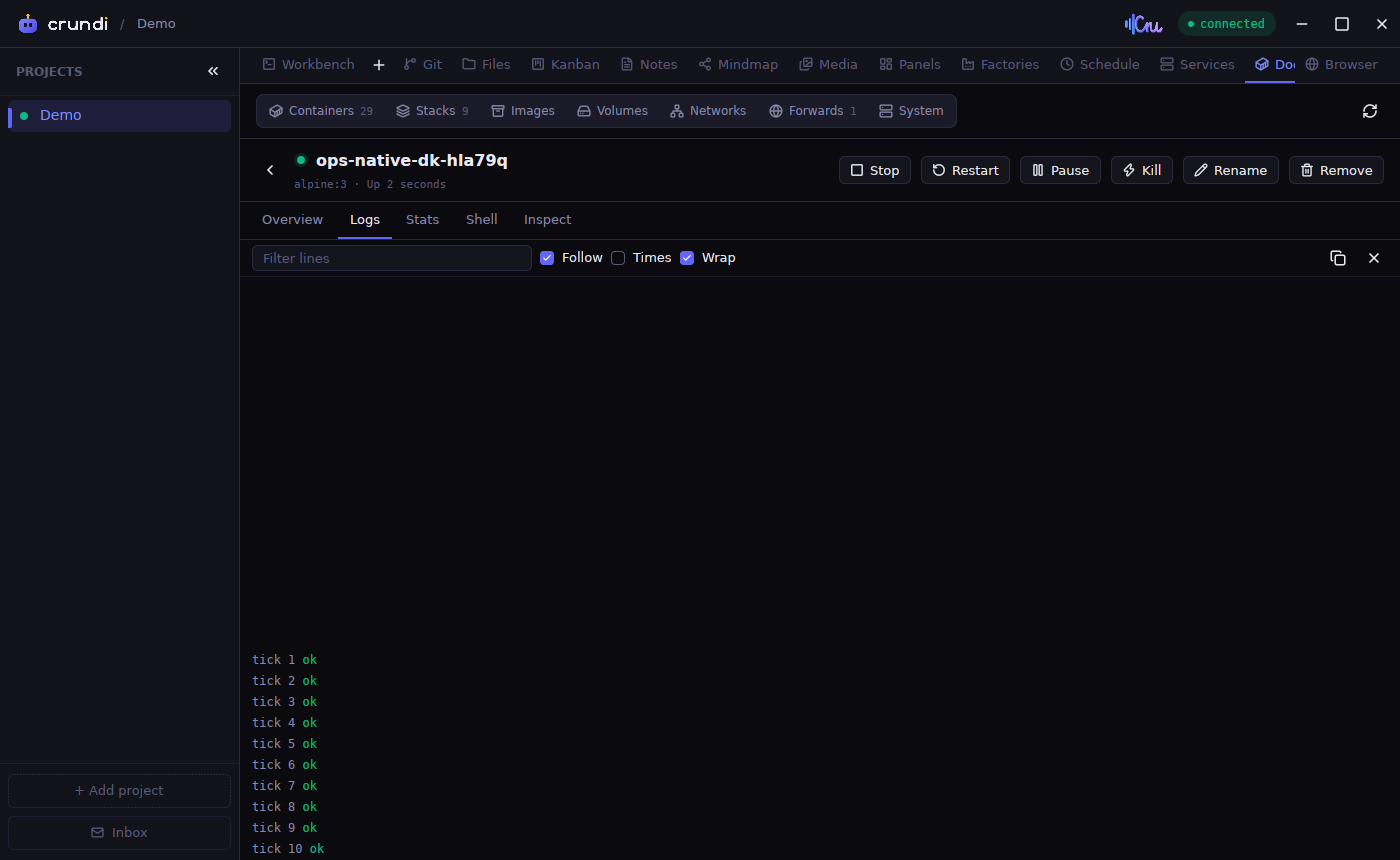 crundi / Demo
Cru
connected
PROJECTS
Workbench Git Files Kanban Notes Mindmap Media Panels Factories Schedule Services Doc Browser
Demo
Containers 29 Stacks 9 Images Volumes Networks Forwards 1 System
ops-native-dk-hla79q
alpine:3 · Up 2 seconds
Stop Restart Pause Kill Rename Remove
Overview Logs Stats Shell Inspect
Filter lines Follow Times Wrap
tick 1 ok
tick 2 ok
tick 3 ok
tick 4 ok
tick 5 ok
tick 6 ok
tick 7 ok
tick 8 ok
tick 9 ok
tick 10 ok
+ Add project
Inbox